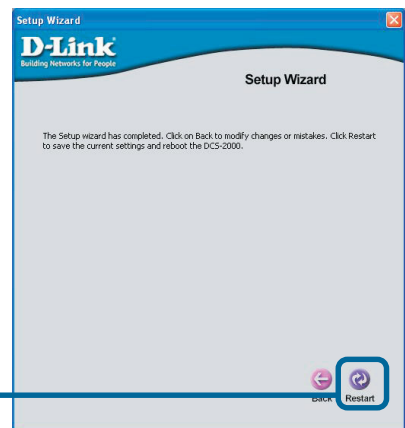 Setup Wizard
D-Link
Building Networks for People
Setup Wizard
The Setup wizard has completed. Click on Back to modify changes or mistakes. Click Restart
to save the current settings and reboot the DCS-2000.
Back Restart